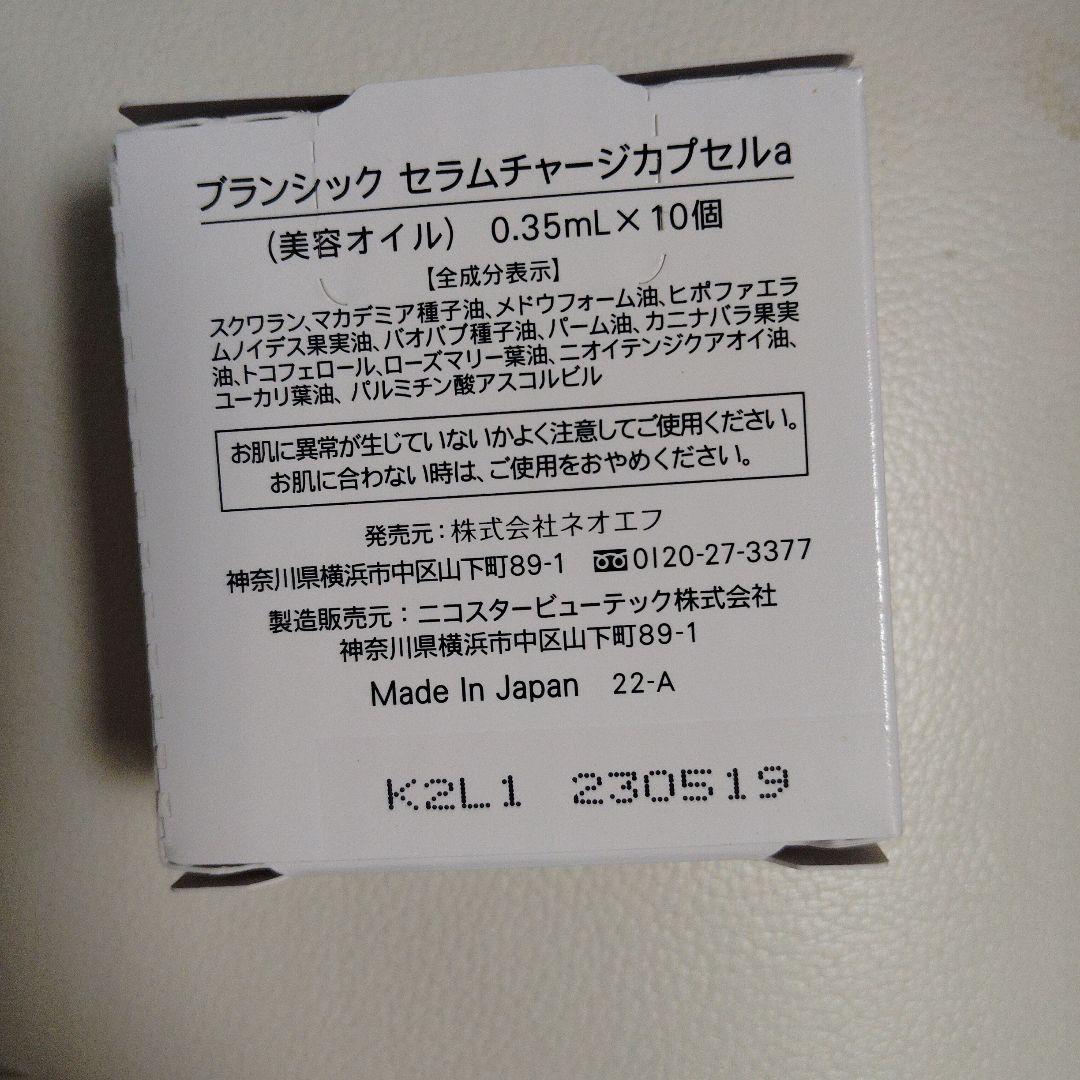 ブランシック セラムチャージカプセルa
(美容オイル) 0.35mL×10個
【全成分表示】
スクワラン、マカデミア種子油、メドウフォーム油、ヒポファエラ
ムノイデス果実油、バオバブ種子油、パーム油、カニナバラ果実
油、トコフェロール、ローズマリー葉油、ニオイテンジクアオイ油、
ユーカリ葉油、パルミチン酸アスコルビル
お肌に異常が生じていないかよく注意してご使用ください。
お肌に合わない時は、ご使用をおやめください。
発売元：株式会社ネオエフ
神奈川県横浜市中区山下町89-1 0120-27-3377
製造販売元：ニコスタービューテック株式会社
神奈川県横浜市中区山下町89-1
Made In Japan 22-A
K2L1 230519